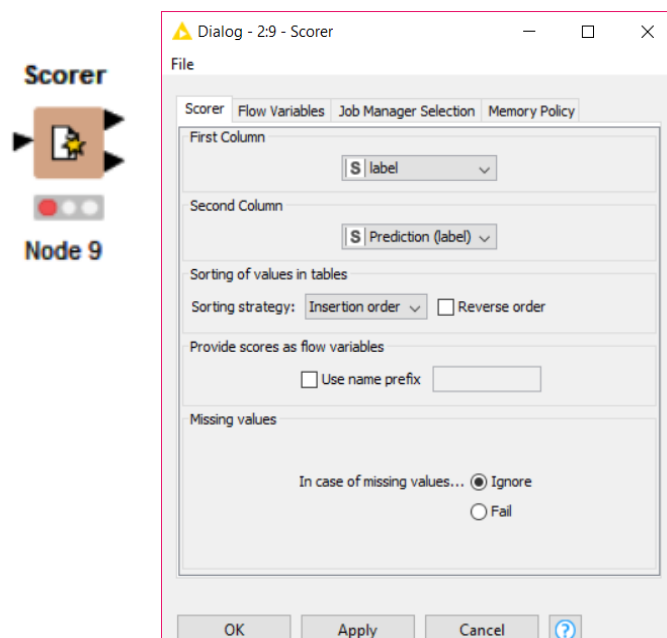 Scorer
Node 9
Dialog - 2:9 - Scorer
File
Scorer Flow Variables Job Manager Selection Memory Policy
First Column
S label
Second Column
S Prediction (label)
Sorting of values in tables
Sorting strategy: Insertion order Reverse order
Provide scores as flow variables
Use name prefix
Missing values
In case of missing values... Ignore
Fail
OK Apply Cancel ?